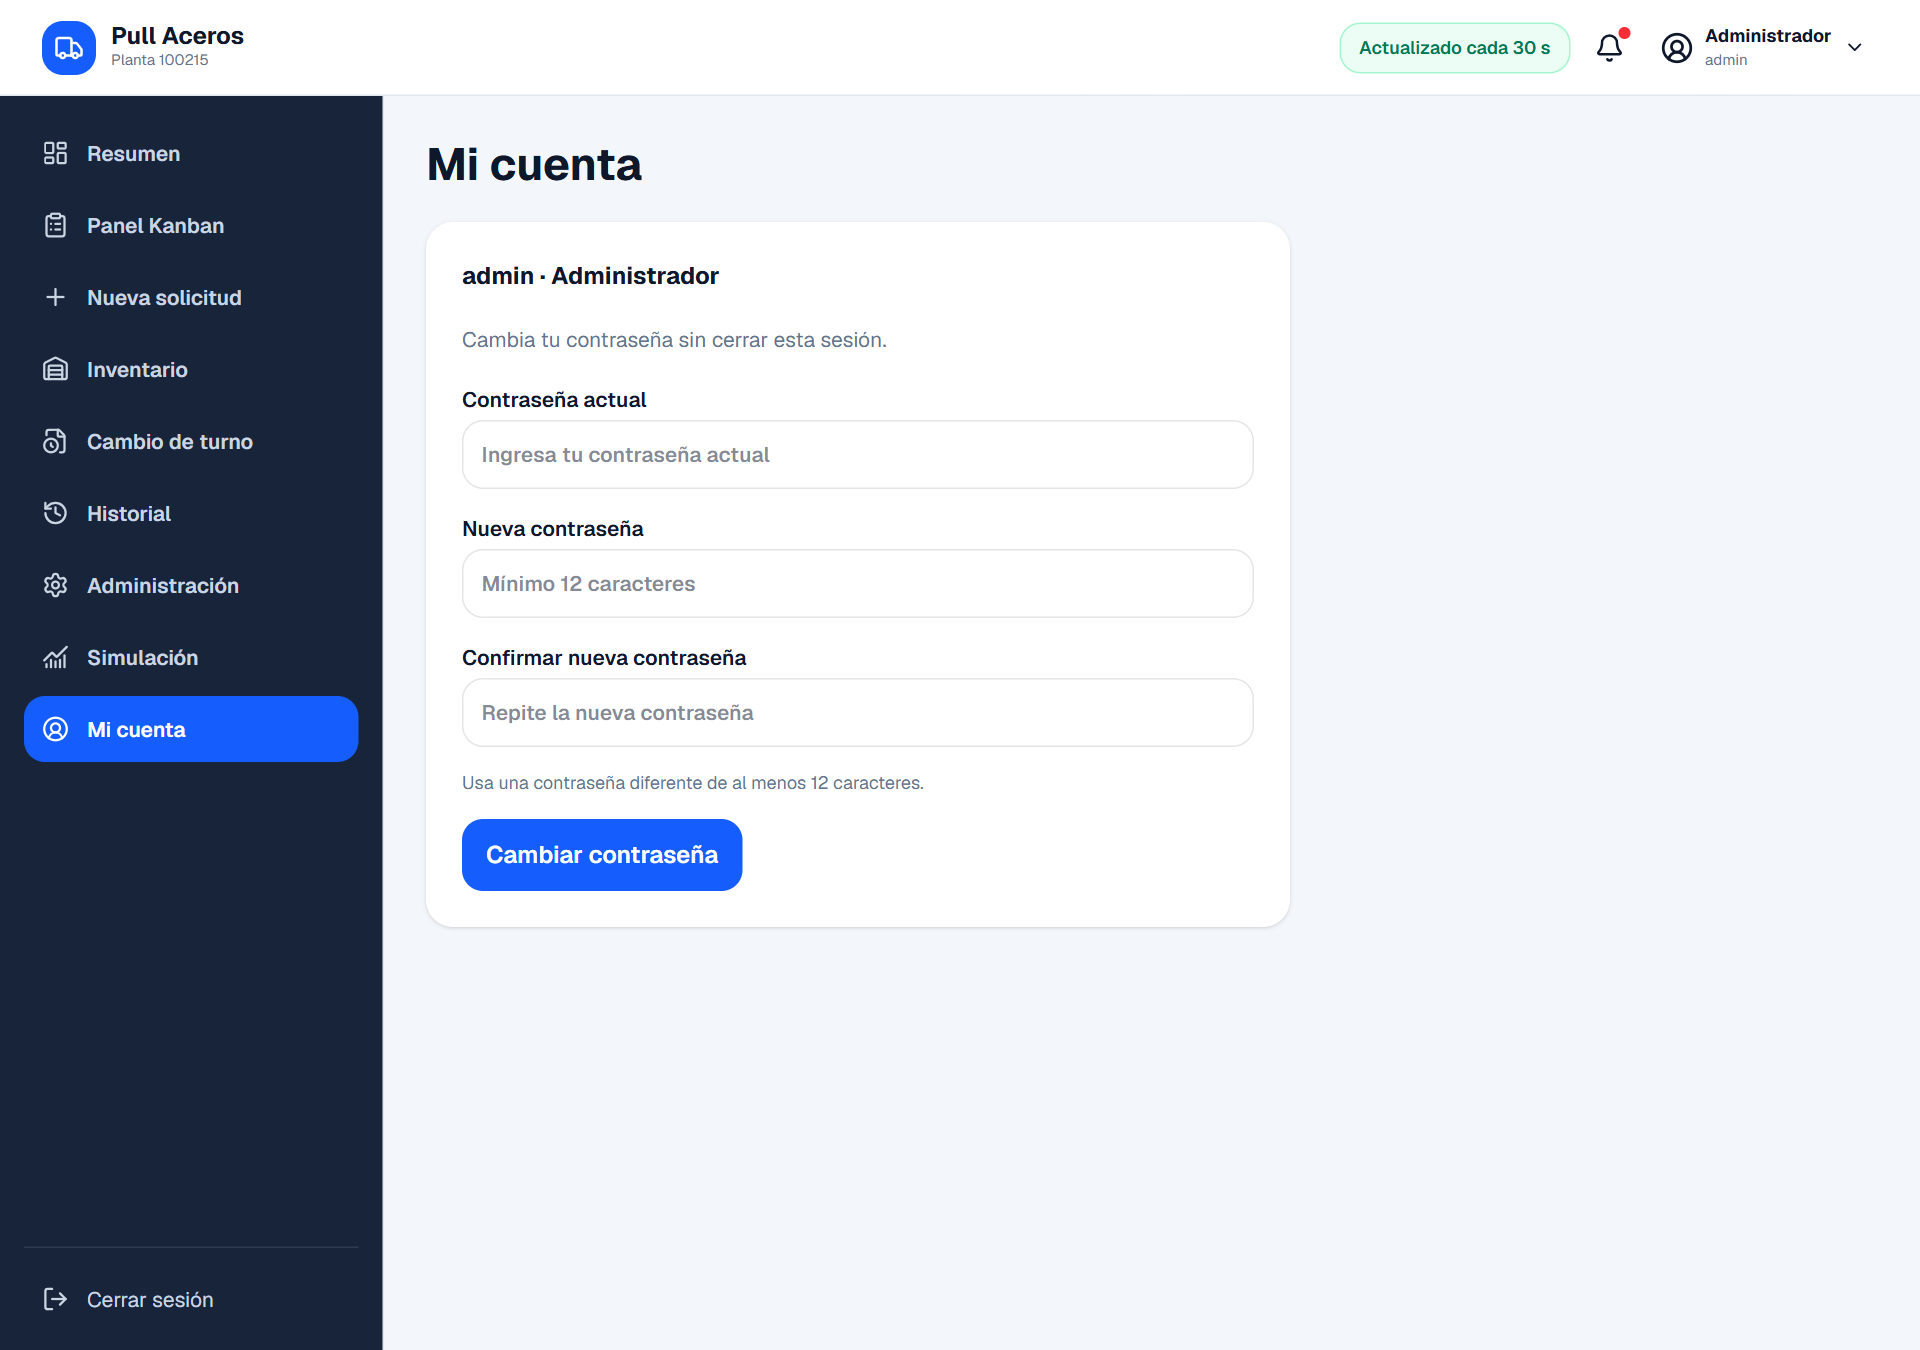 Pull Aceros
Planta 100215
Actualizado cada 30 s
Administrador
admin
Resumen
Panel Kanban
Nueva solicitud
Inventario
Cambio de turno
Historial
Administración
Simulación
Mi cuenta
Cerrar sesión
Mi cuenta
admin · Administrador
Cambia tu contraseña sin cerrar esta sesión.
Contraseña actual
Ingresa tu contraseña actual
Nueva contraseña
Mínimo 12 caracteres
Confirmar nueva contraseña
Repite la nueva contraseña
Usa una contraseña diferente de al menos 12 caracteres.
Cambiar contraseña